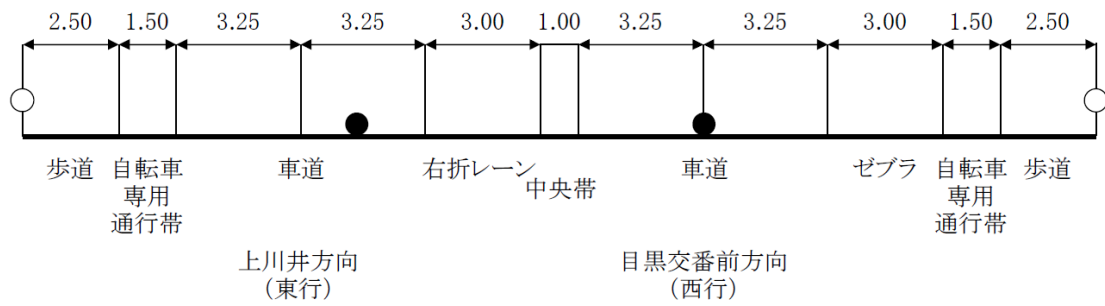 2.50 1.50 3.25 3.25 3.00 1.00 3.25 3.25 3.00 1.50 2.50
歩道 自転車 車道 右折レーン 中央帯 車道 ゼブラ 自転車 歩道
専用 専用
通行帯 通行帯
上川井方向 目黒交番前方向
(東行) (西行)